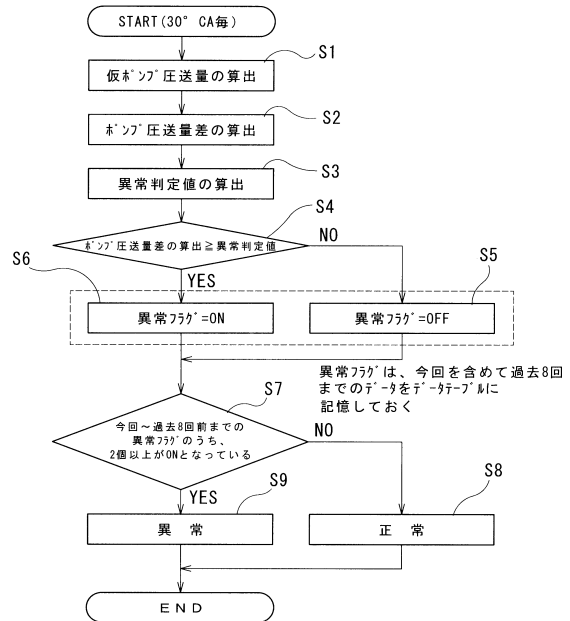 START(30° CA毎)
S1
仮ポンプ圧送量の算出
S2
ポンプ圧送量差の算出
S3
異常判定値の算出
S4
ポンプ圧送量差の算出≧異常判定値
NO
S6
YES
S5
異常フラグ=ON
異常フラグ=OFF
異常フラグは、今回を含めて過去8回
までのデータをデータテーブルに
記憶しておく
S7
今回～過去8回前までの
異常フラグのうち、
2個以上がONとなっている
NO
YES
S9
S8
異 常
正 常
END